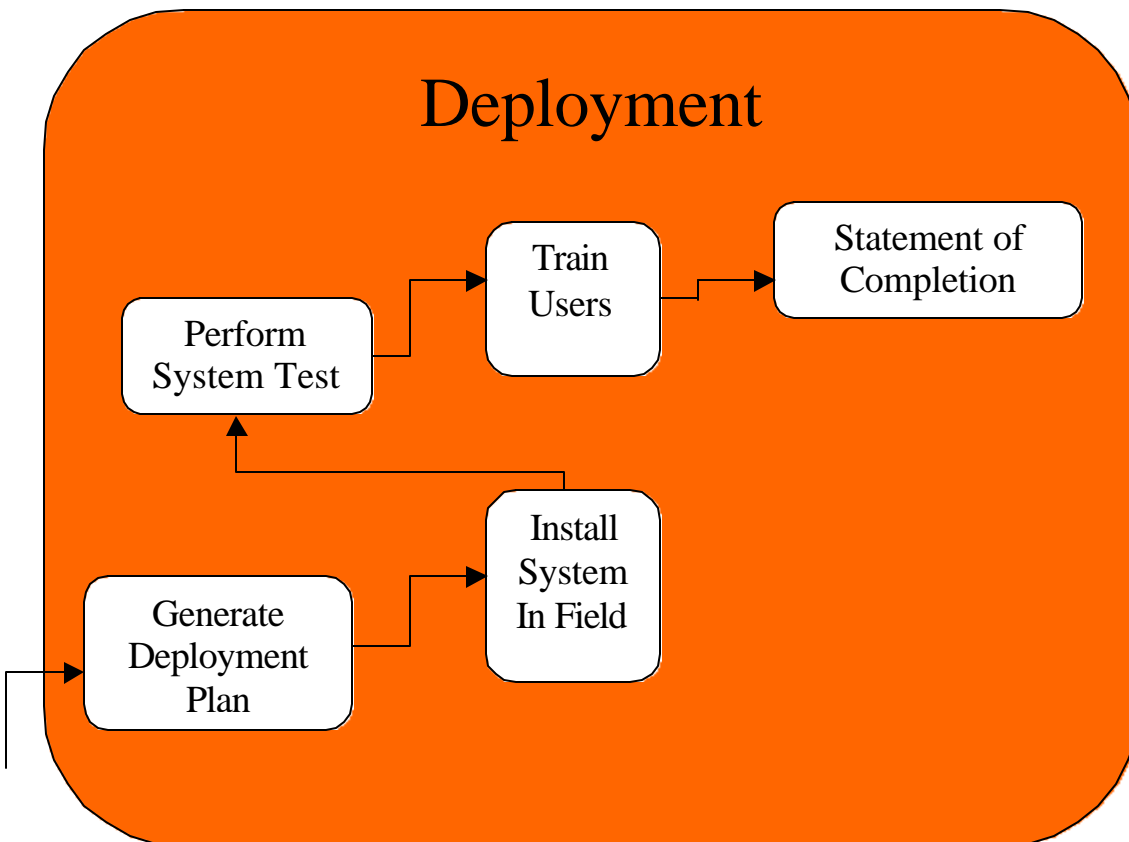 Deployment
Train
Users
Statement of
Completion
Perform
System Test
Install
System
In Field
Generate
Deployment
Plan